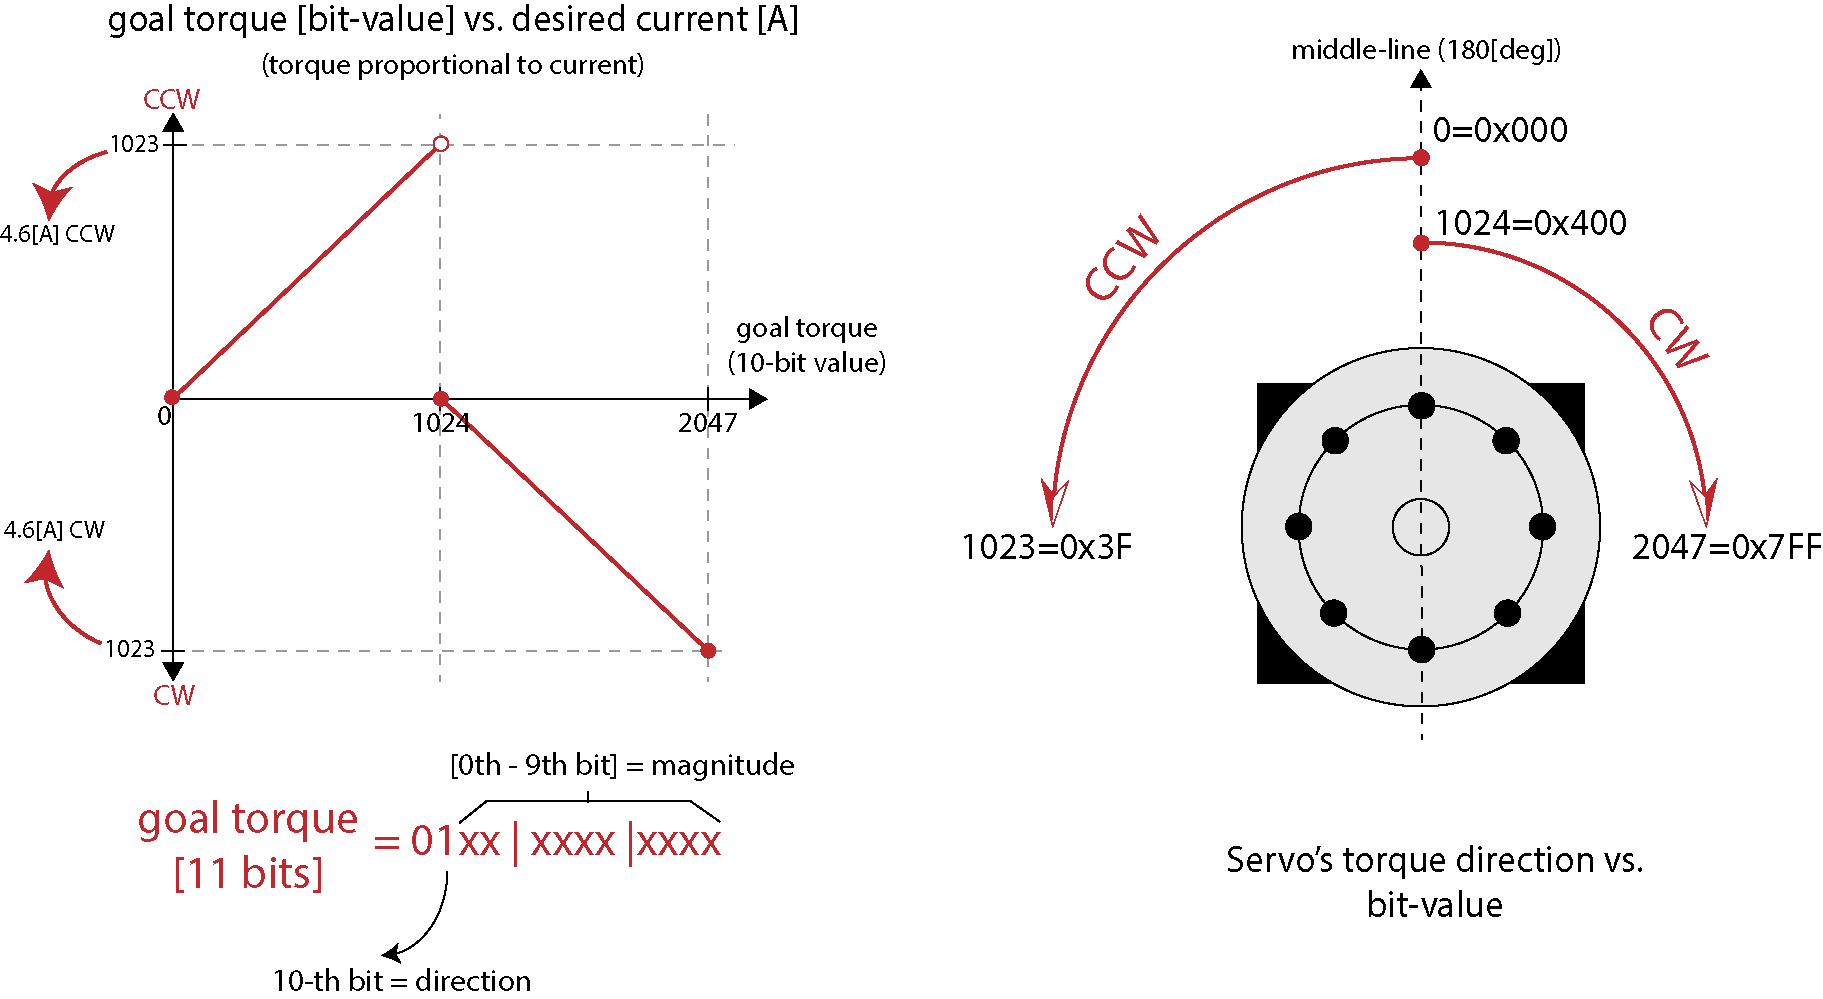 goal torque [bit-value] vs. desired current [A]
(torque proportional to current)
CCW
1023
4.6[A] CCW
goal torque
(10-bit value)
0
1024
2047
4.6[A] CW
1023
CW
[0th - 9th bit] = magnitude
goal torque
[11 bits]
= 01xx | xxxx |xxxx
10-th bit = direction
middle-line (180[deg])
0=0x000
1024=0x400
CCW
CW
1023=0x3F
2047=0x7FF
Servo’s torque direction vs.
bit-value